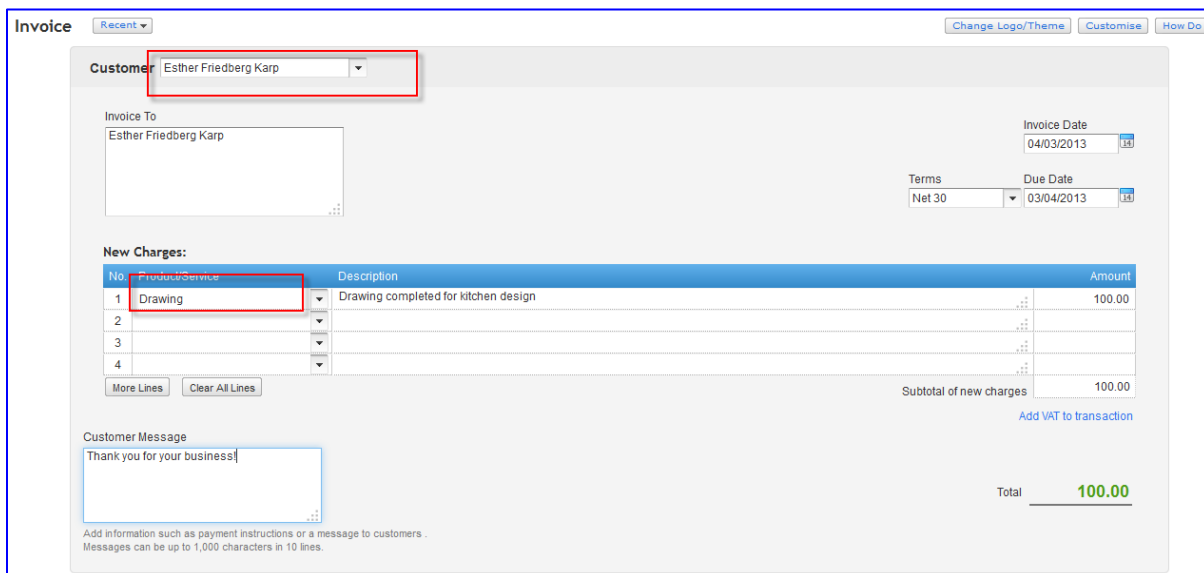 Invoice Recent Change Logo/Theme Customise How Do
Customer Esther Friedberg Karp
Invoice To
Esther Friedberg Karp
Invoice Date
04/03/2013 14
Terms Due Date
Net 30 03/04/2013 14
New Charges:
No. Product/Service Description Amount
1 Drawing Drawing completed for kitchen design 100.00
2
3
4
More Lines Clear All Lines Subtotal of new charges 100.00
Add VAT to transaction
Customer Message
Thank you for your business!
Total 100.00
Add information such as payment instructions or a message to customers .
Messages can be up to 1,000 characters in 10 lines.